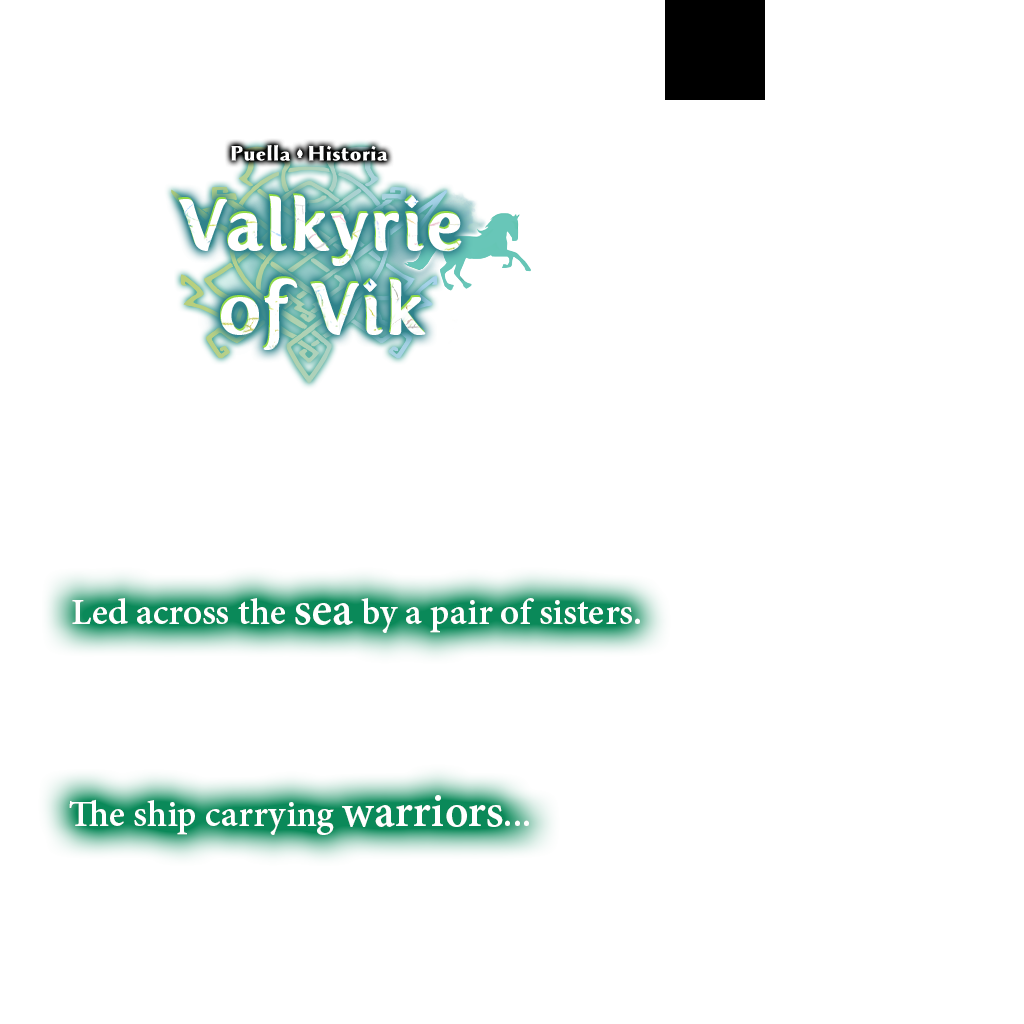 Puella ♦ Historia
Valkyrie
of Vik
Led across the sea by a pair of sisters.
The ship carrying warriors...